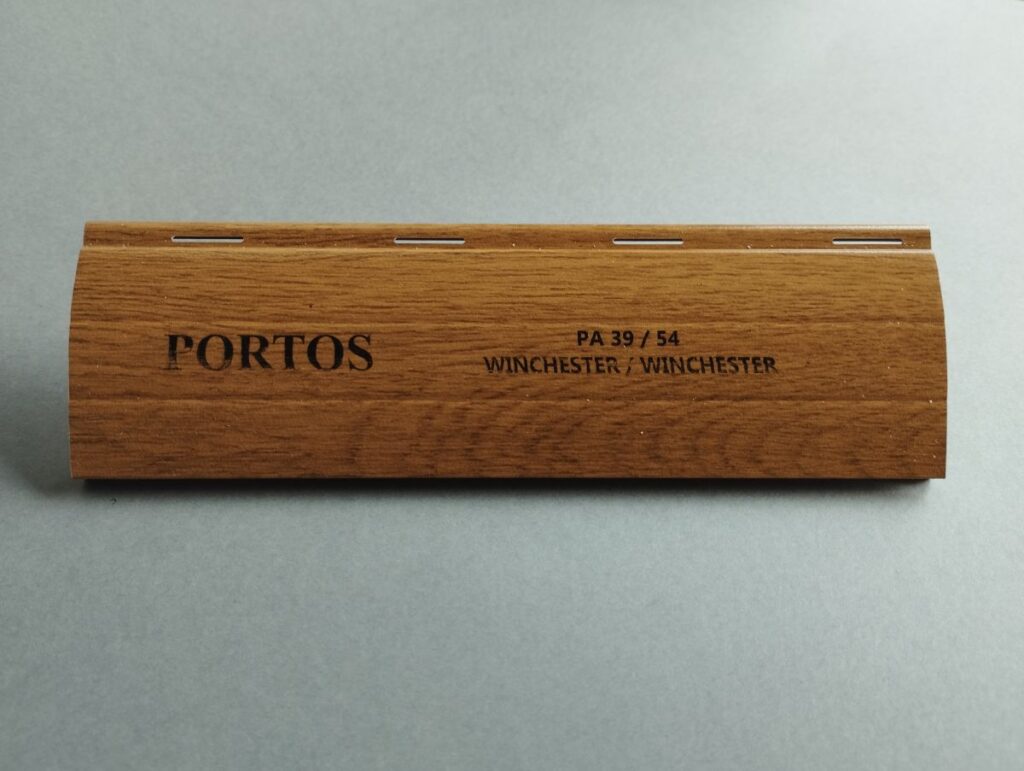 PORTOS
PA 39 / 54
WINCHESTER / WINCHESTER